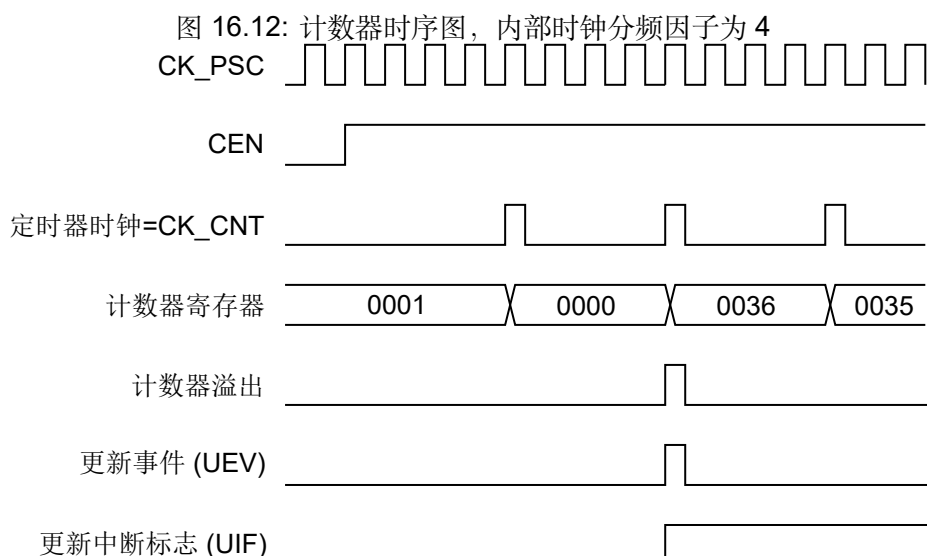 图 16.12: 计数器时序图，内部时钟分频因子为 4
CK_PSC
CEN
定时器时钟=CK_CNT
计数器寄存器 0001 0000 0036 0035
计数器溢出
更新事件 (UEV)
更新中断标志 (UIF)